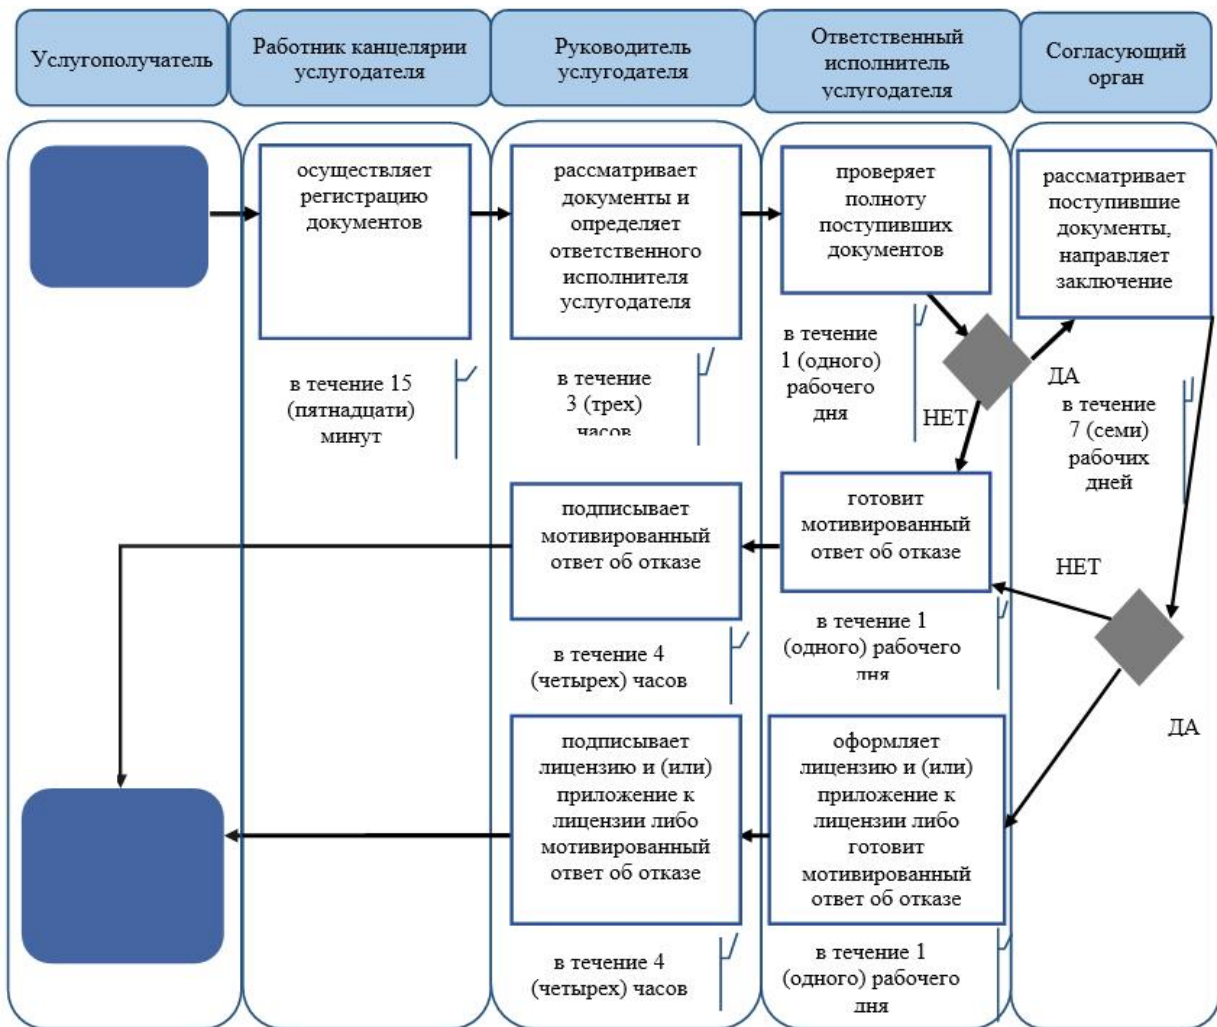 Услугополучатель
Работник канцелярии
услугодателя
Руководитель
услугодателя
Ответственный
исполнитель
услугодателя
Согласующий
орган
осуществляет
регистрацию
документов
рассматривает
документы и
определяет
ответственного
исполнителя
услугодателя
проверяет
полноту
поступивших
документов
рассматривает
поступившие
документы,
направляет
заключение
в течение 15
(пятнадцати)
минут
в течение
3 (трех)
часов
в течение
1 (одного)
рабочего
дня
НЕТ
ДА
в течение
7 (семи)
рабочих
дней
подписывает
мотивированный
ответ об отказе
готовит
мотивированный
ответ об отказе
НЕТ
в течение 4
(четырех) часов
в течение 1
(одного) рабочего
дня
ДА
подписывает
лицензию и (или)
приложение к
лицензии либо
мотивированный
ответ об отказе
оформляет
лицензию и (или)
приложение к
лицензии либо
готовит
мотивированный
ответ об отказе
в течение 4
(четырех) часов
в течение 1
(одного) рабочего
дня